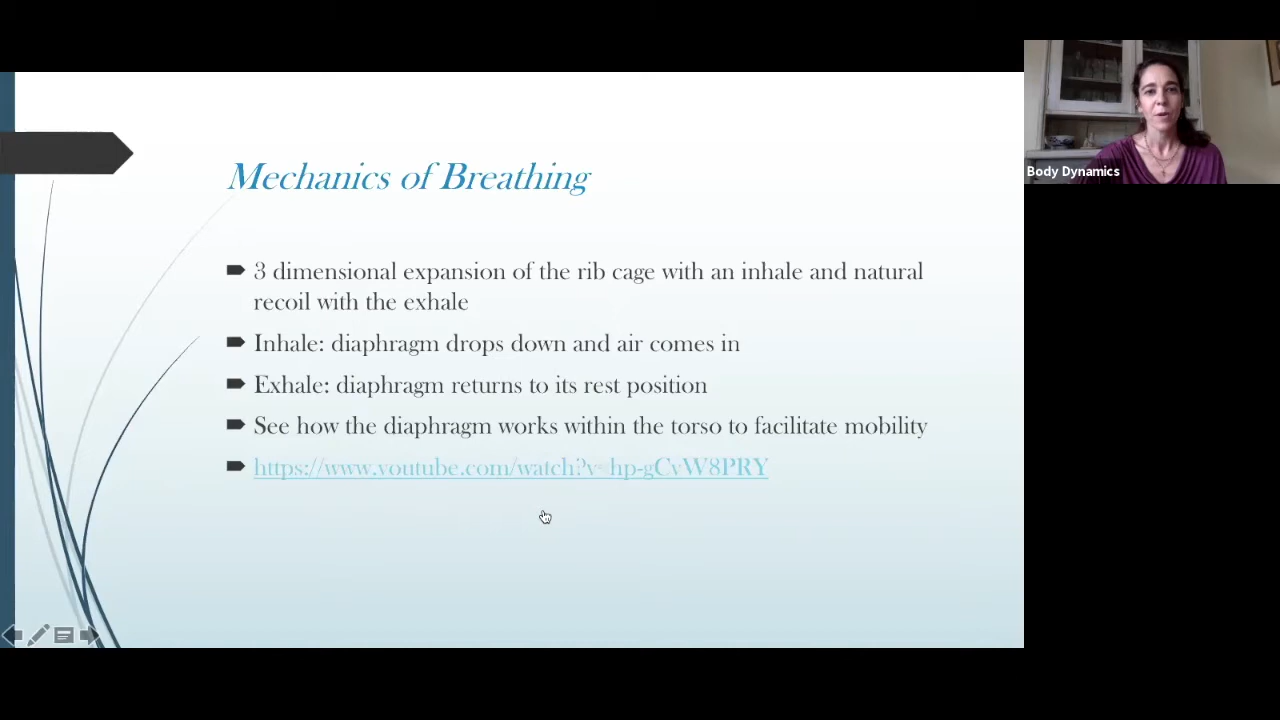 Mechanics of Breathing
3 dimensional expansion of the rib cage with an inhale and natural
recoil with the exhale
Inhale: diaphragm drops down and air comes in
Exhale: diaphragm returns to its rest position
See how the diaphragm works within the torso to facilitate mobility
https://www.youtube.com/watch?v=hp-gCvW8PRY
Body Dynamics